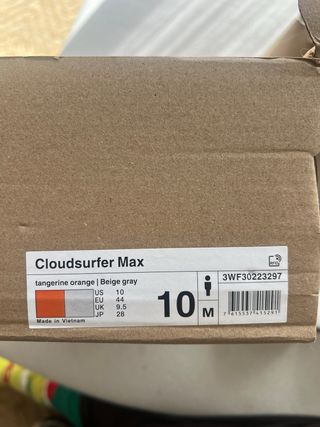 Cloudsurfer Max
tangerine orange | Beige gray
US 10
EU 44
UK 9.5
JP 28
Made in Vietnam
10
M
3WF30223297
7615537415291